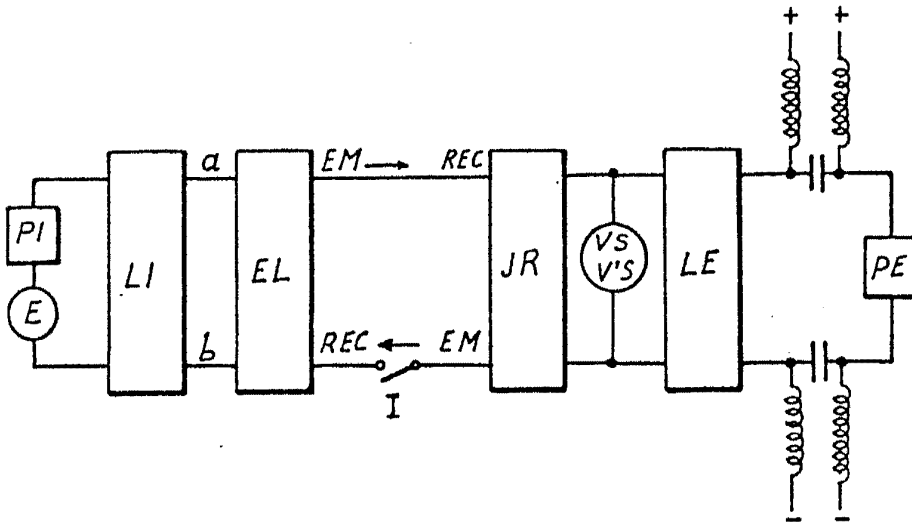 + +
a
EM → REC
PI
LI
EL
JR
VS
V'S
LE
PE
E
b
REC ← EM
I
- -